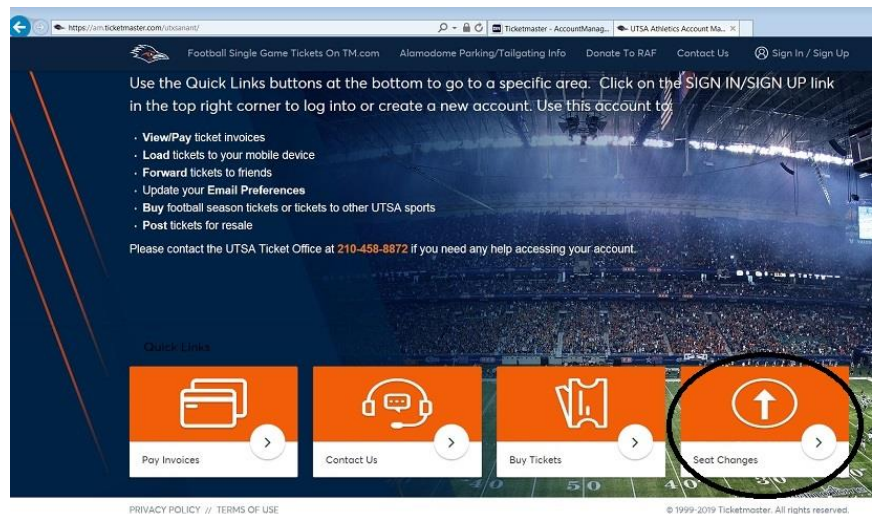 https://am.ticketmaster.com/utxsanant/
Ticketmaster - AccountManag...
UTSA Athletics Account Ma...
Football Single Game Tickets On TM.com
Alamodome Parking/Tailgating Info
Donate To RAF
Contact Us
Sign In / Sign Up
Use the Quick Links buttons at the bottom to go to a specific area. Click on the SIGN IN/SIGN UP link
in the top right corner to log into or create a new account. Use this account to:
· View/Pay ticket invoices
· Load tickets to your mobile device
· Forward tickets to friends
· Update your Email Preferences
· Buy football season tickets or tickets to other UTSA sports
· Post tickets for resale
Please contact the UTSA Ticket Office at 210-458-8872 if you need any help accessing your account.
Quick Links
Pay Invoices
Contact Us
Buy Tickets
Seat Changes
40
50
40
30
PRIVACY POLICY // TERMS OF USE
© 1999-2019 Ticketmaster. All rights reserved.